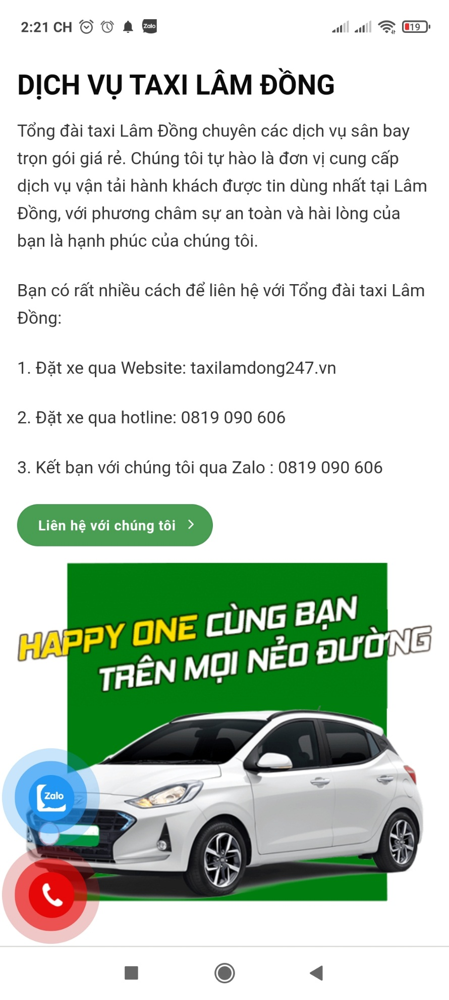 2:21 CH
Zalo
19
DỊCH VỤ TAXI LÂM ĐỒNG
Tổng đài taxi Lâm Đồng chuyên các dịch vụ sân bay
trọn gói giá rẻ. Chúng tôi tự hào là đơn vị cung cấp
dịch vụ vận tải hành khách được tin dùng nhất tại Lâm
Đồng, với phương châm sự an toàn và hài lòng của
bạn là hạnh phúc của chúng tôi.
Bạn có rất nhiều cách để liên hệ với Tổng đài taxi Lâm
Đồng:
1. Đặt xe qua Website: taxilamdong247.vn
2. Đặt xe qua hotline: 0819 090 606
3. Kết bạn với chúng tôi qua Zalo : 0819 090 606
Liên hệ với chúng tôi
HAPPY ONE CÙNG BẠN
TRÊN MỌI NẺO ĐƯỜNG
Zalo